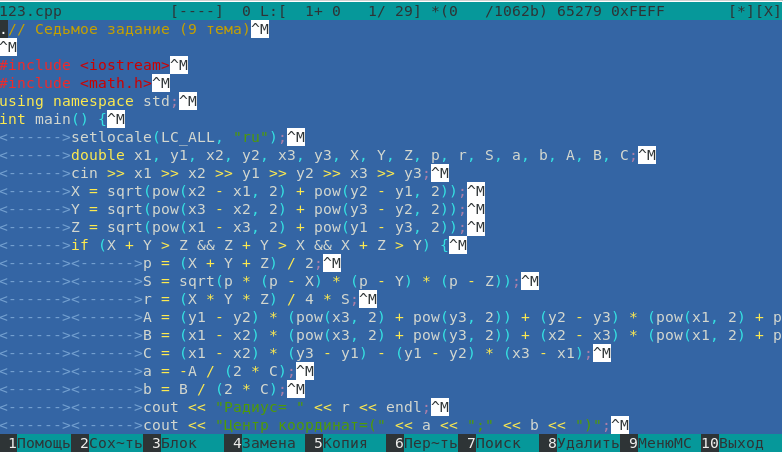 123.cpp [----] 0 L:[ 1+ 0 1/ 29] *(0 /1062b) 65279 0xFEFF [*][X]
.// Седьмое задание (9 тема)^M
^M
#include <iostream>^M
#include <math.h>^M
using namespace std;^M
int main() {^M
<------>setlocale(LC_ALL, "ru");^M
<------>double x1, y1, x2, y2, x3, y3, X, Y, Z, p, r, S, a, b, A, B, C;^M
<------>cin >> x1 >> x2 >> y1 >> y2 >> x3 >> y3;^M
<------>X = sqrt(pow(x2 - x1, 2) + pow(y2 - y1, 2));^M
<------>Y = sqrt(pow(x3   x2, 2) + pow(y3 - y2, 2));^M
<------>Z = sqrt(pow(x1 - x3, 2) + pow(y1 - y3, 2));^M
<------>if (X + Y > Z && Z + Y > X && X + Z > Y) {^M
<------><------>p = (X + Y + Z) / 2;^M
<------><------>S = sqrt(p * (p - X) * (p - Y) * (p - Z));^M
<------><------>r = (X * Y * Z) / 4 * S;^M
<------><------>A = (y1 - y2) * (pow(x3, 2) + pow(y3, 2)) + (y2 - y3) * (pow(x1, 2) + p
<------><------>B = (x1 - x2) * (pow(x3, 2) + pow(y3, 2)) + (x2 - x3) * (pow(x1, 2) + p
<------><------>C = (x1 - x2) * (y3 - y1) - (y1 - y2) * (x3 - x1);^M
<------><------>a = -A / (2 * C);^M
<------><------>b = B / (2 * C);^M
<------><------>cout << "Радиус= " << r << endl;^M
<------><------>cout << "Центр координат=(" << a << ";" << b << ")";^M
1Помощь 2Сох~ть 3Блок 4Замена 5Копия 6Пер~ть 7Поиск 8Удалить 9МенюМС 10Выход